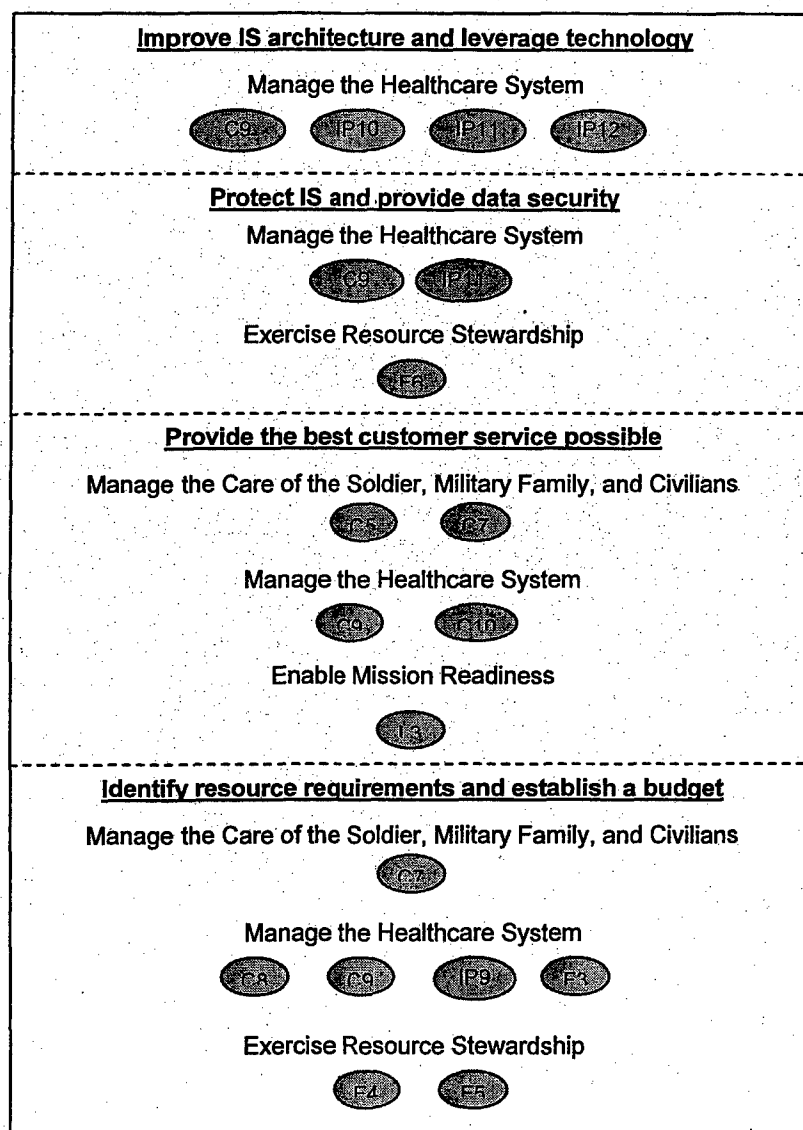 Improve IS architecture and leverage technology
Manage the Healthcare System
C9 IP10 IP11 IP12
Protect IS and provide data security
Manage the Healthcare System
C9 IP11
Exercise Resource Stewardship
F6
Provide the best customer service possible
Manage the Care of the Soldier, Military Family, and Civilians
C5 C7
Manage the Healthcare System
C9 C10
Enable Mission Readiness
Identify resource requirements and establish a budget
Manage the Care of the Soldier, Military Family, and Civilians
C7
Manage the Healthcare System
C8 C9 IP9 F3
Exercise Resource Stewardship
F4 F5